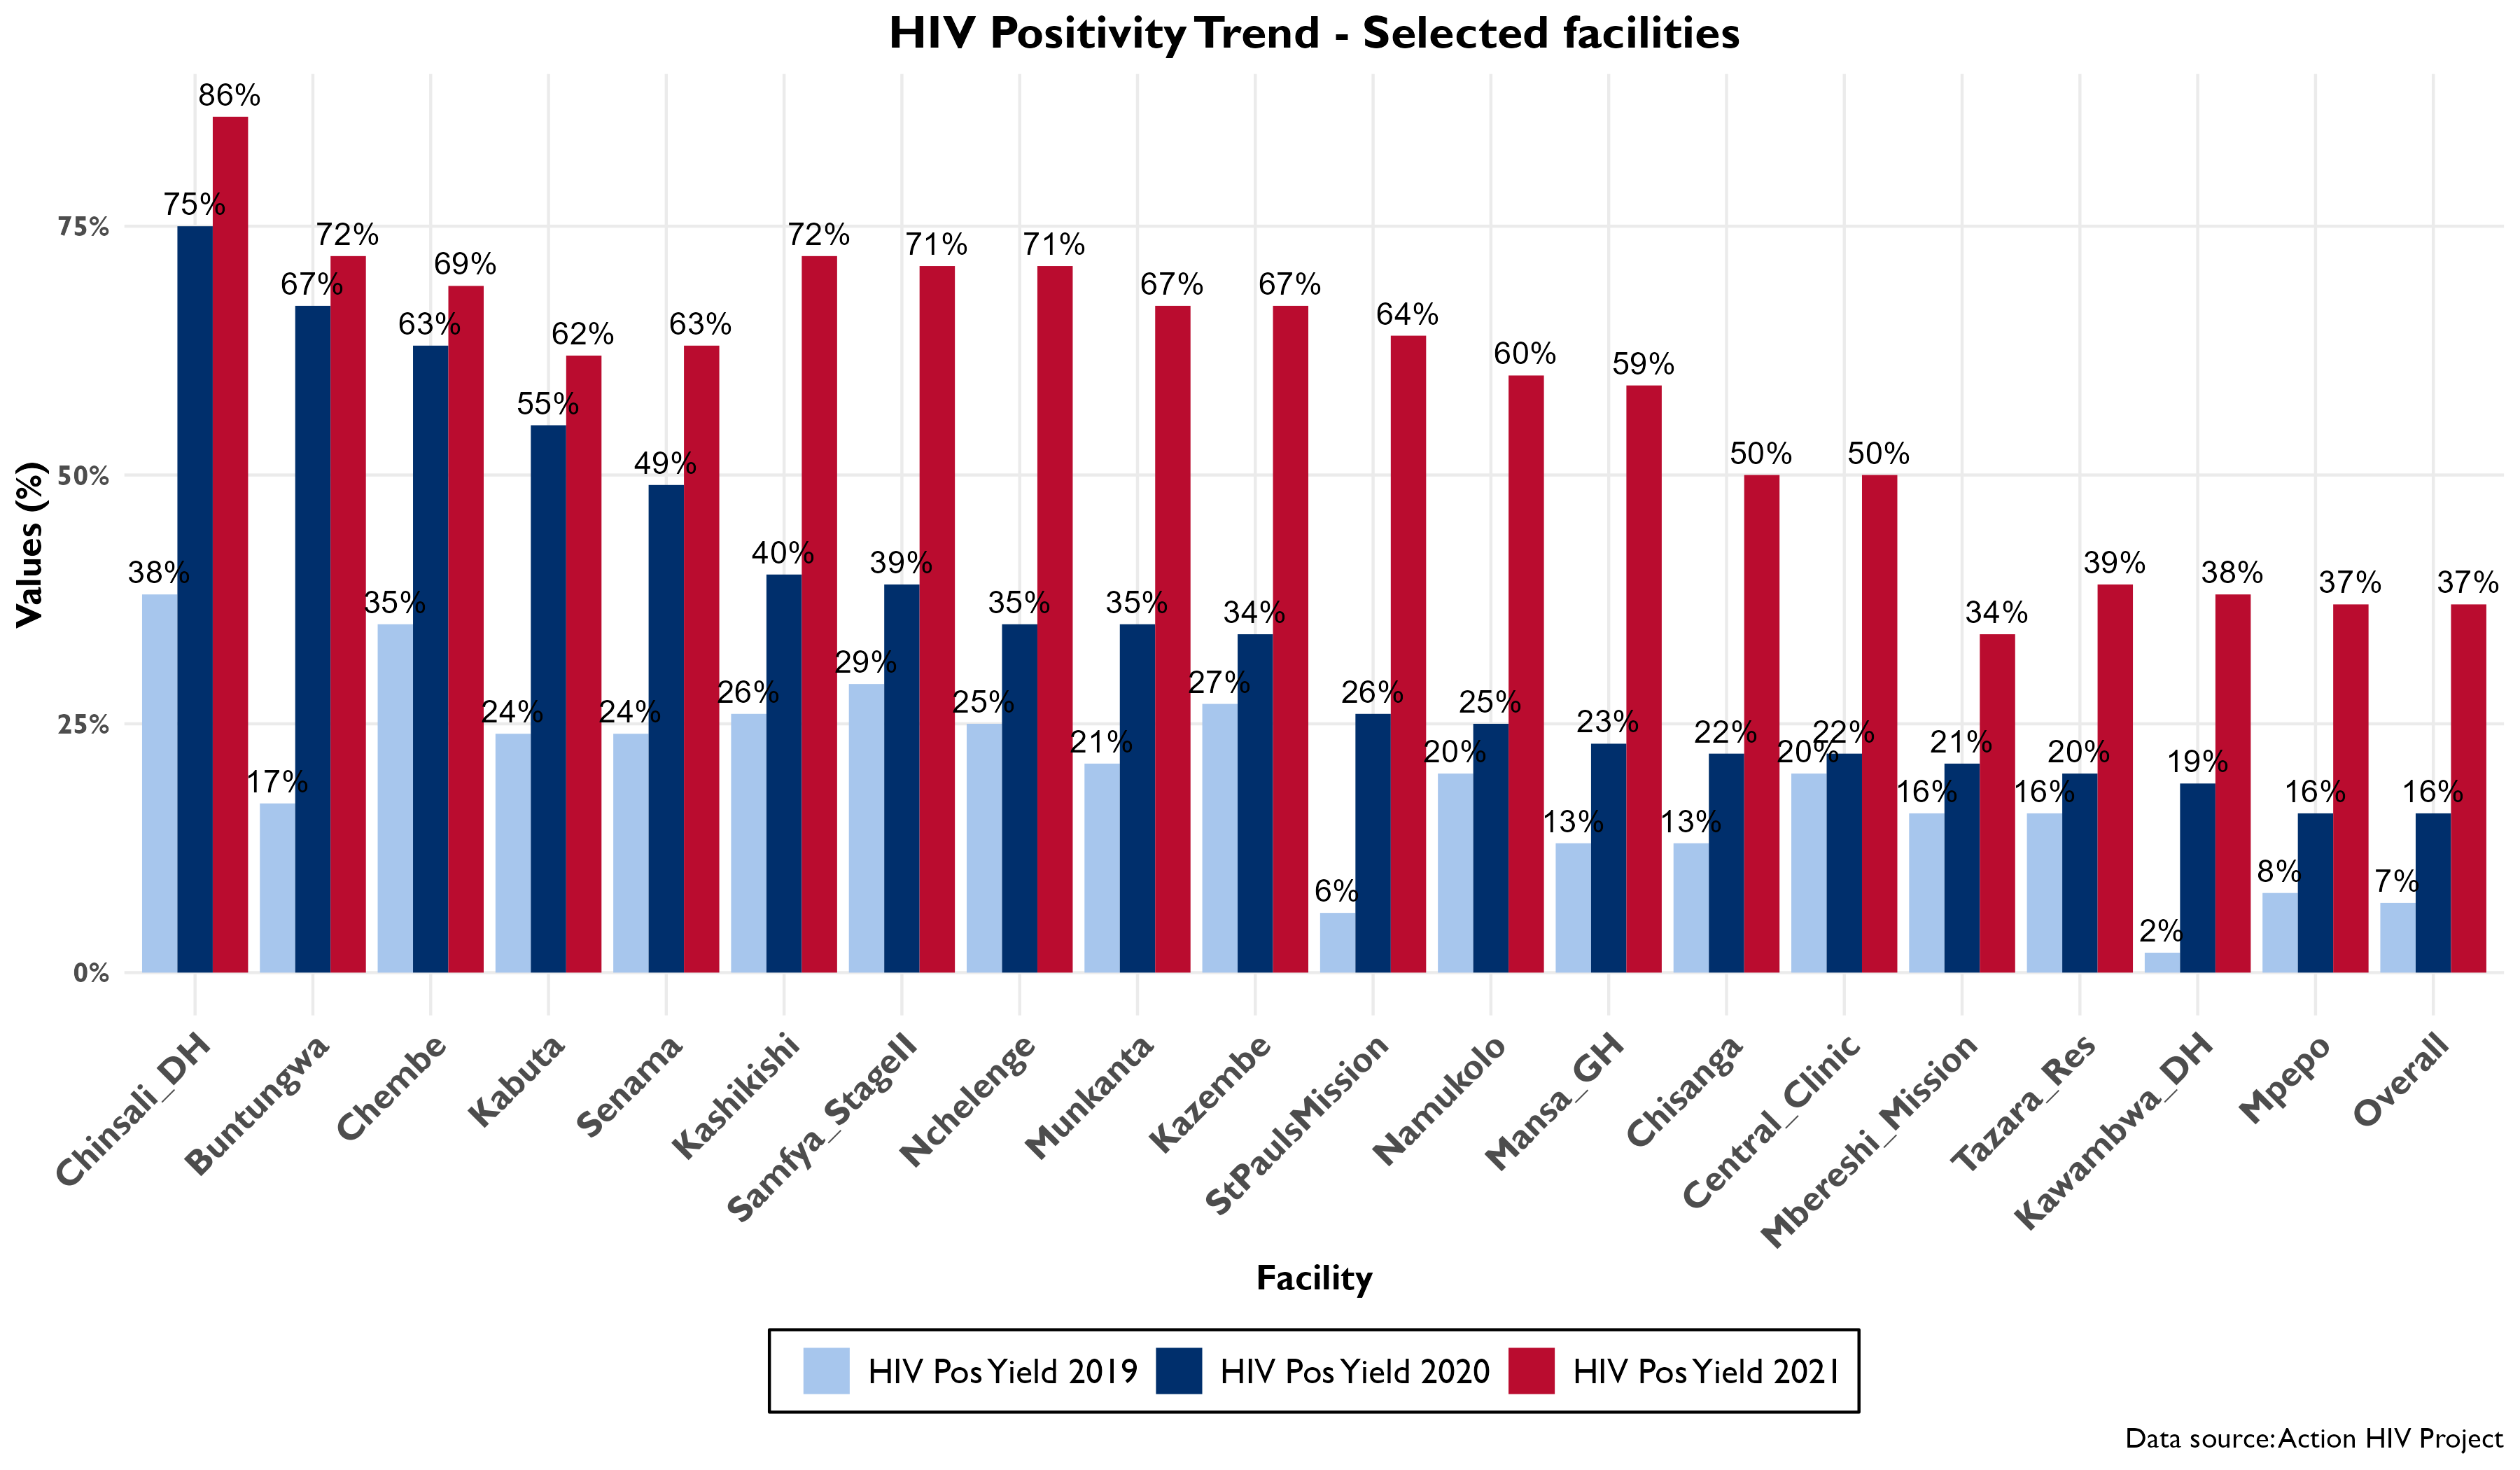 HIV Positivity Trend - Selected facilities
Values (%)
75%
50%
25%
0%
38% 75% 86%
17% 67% 72%
35% 63% 69%
24% 55% 62%
24% 49% 63%
26% 40% 72%
29% 39% 71%
25% 35% 71%
21% 35% 67%
27% 34% 67%
6% 26% 64%
20% 25% 60%
13% 23% 59%
13% 22% 50%
20% 22% 50%
16% 21% 34%
16% 20% 39%
2% 19% 38%
8% 16% 37%
7% 16% 37%
Chinsali_DH
Buntungwa
Chembe
Kabuta
Senama
Kashikishi
Samfya_StageII
Nchelenge
Munkanta
Kazembe
StPaulsMission
Namukolo
Mansa_GH
Chisanga
Central_Clinic
Mbereshi_Mission
Tazara_Res
Kawambwa_DH
Mpepo
Overall
Facility
HIV Pos Yield 2019 HIV Pos Yield 2020 HIV Pos Yield 2021
Data source: Action HIV Project